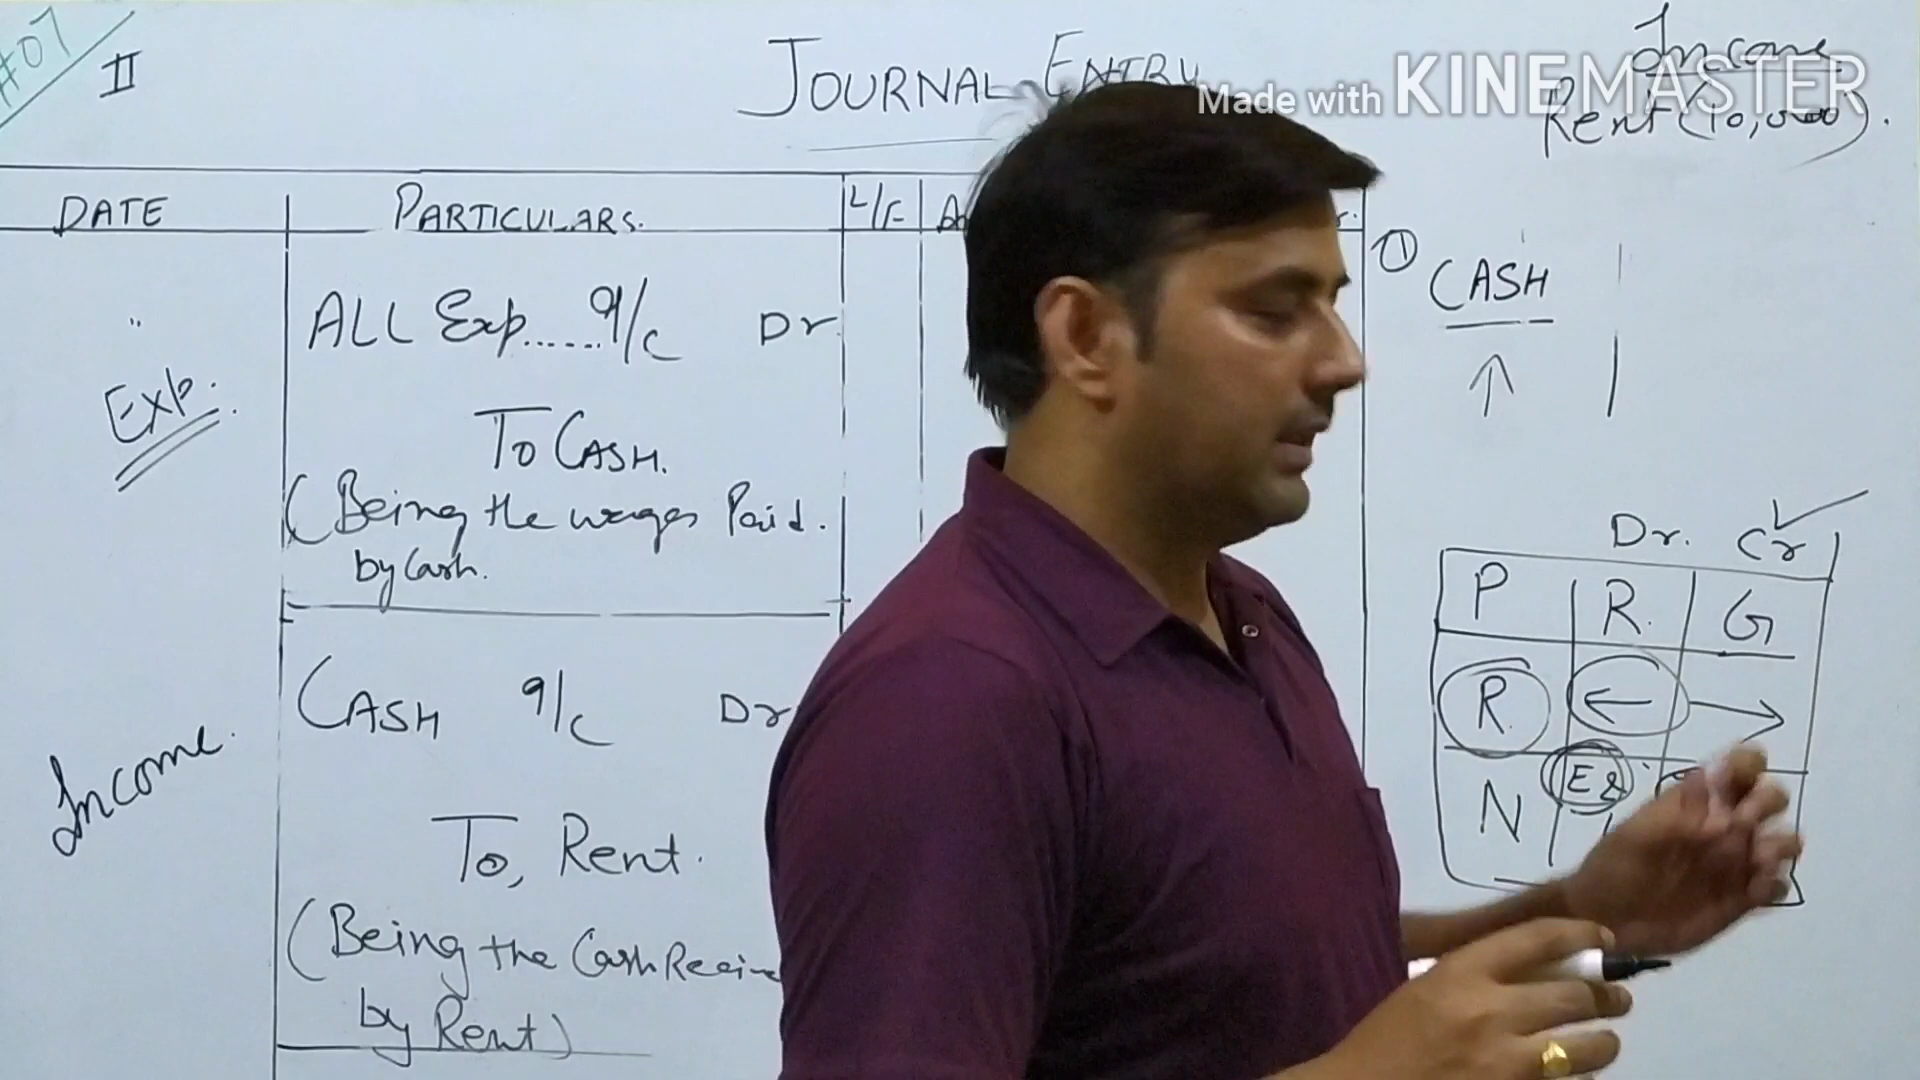 #07
II
JOURNAL ENTRY
Made with KINEMASTER
Income
Rent (10,000).
DATE PARTICULARS. L/F
ALL Exp......a/c Dr
Exp.
To CASH.
(Being the wages Paid.
by Cash.
CASH a/c Dr
Income.
To, Rent.
(Being the Cash
by Rent)
① CASH
Dr. Cr
P R. G
R. ← →
N E &